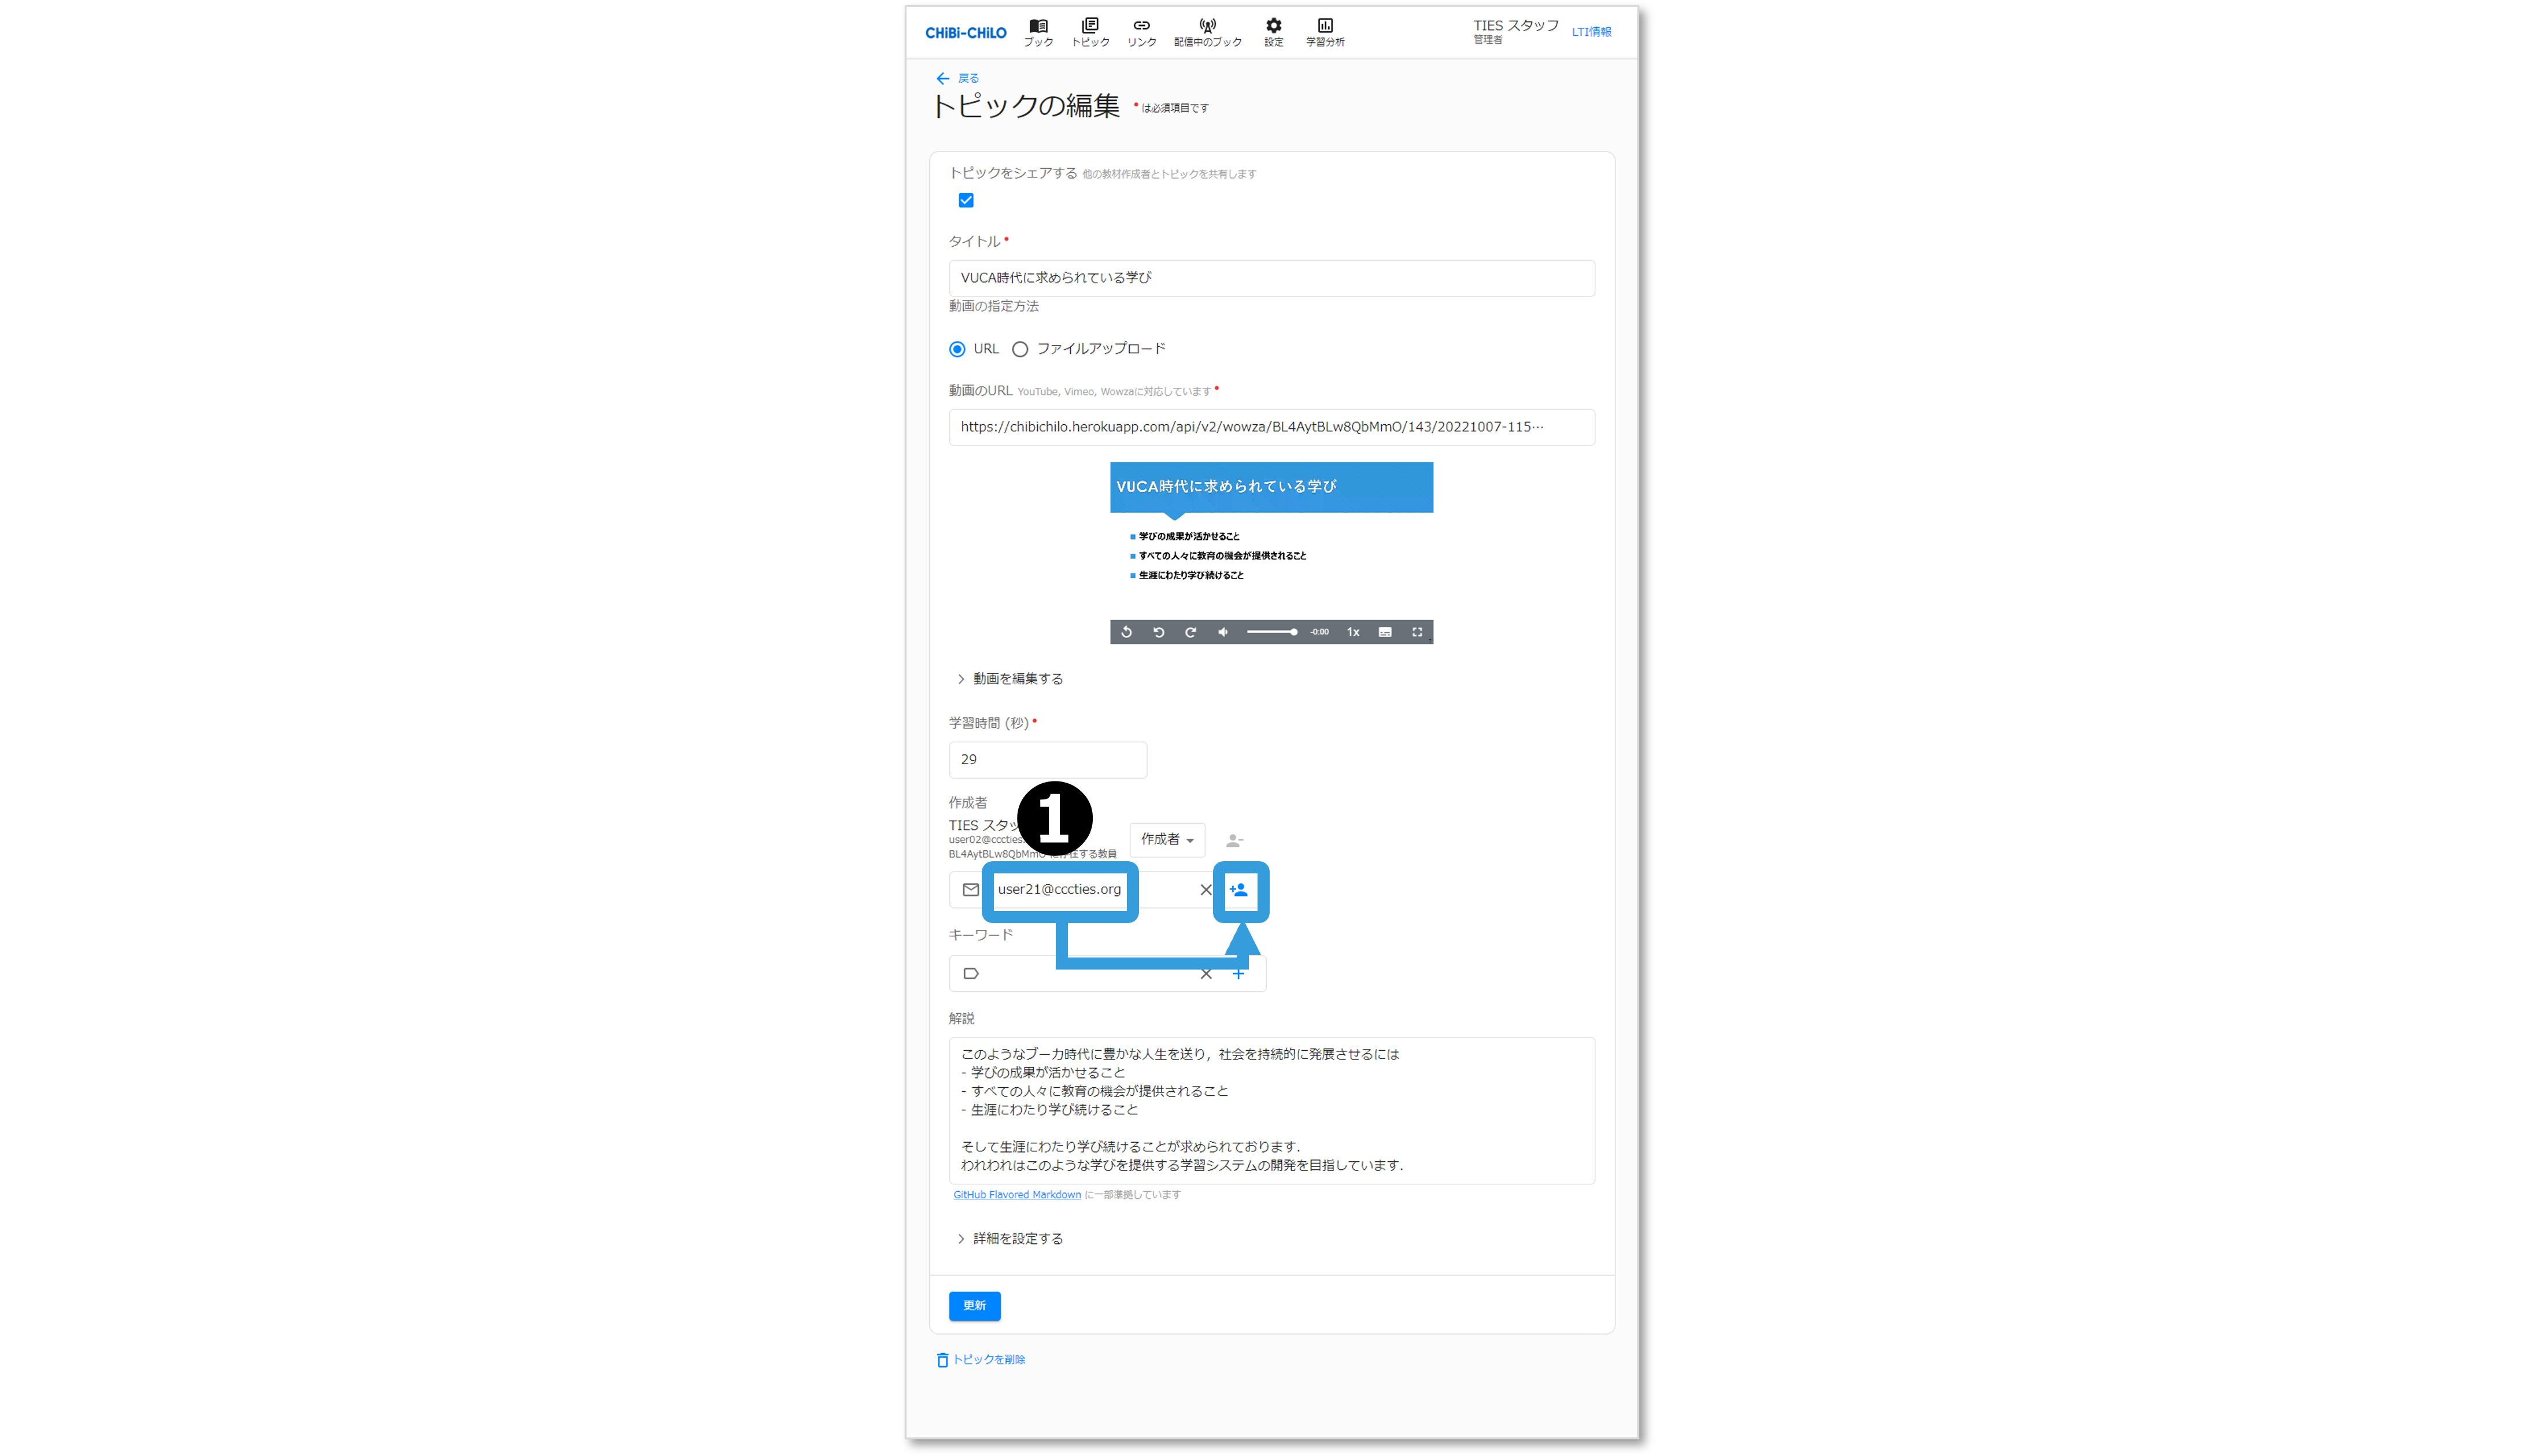 CHiBi-CHiLO
ブック
トピック
リンク
配信中のブック
設定
学習分析
TIES スタッフ
管理者
LTI情報
戻る
トピックの編集 * は必須項目です
トピックをシェアする 他の教材作成者とトピックを共有します
タイトル *
VUCA時代に求められている学び
動画の指定方法
URL ファイルアップロード
動画のURL YouTube, Vimeo, Wowzaに対応しています *
https://chibichilo.herokuapp.com/api/v2/wowza/BL4AytBLw8QbMmO/143/20221007-115…
VUCA時代に求められている学び
学びの成果が活かせること
すべての人々に教育の機会が提供されること
生涯にわたり学び続けること
-0:00 1x
動画を編集する
学習時間 (秒) *
29
作成者
1
TIES スタッ
user02@cccties.
BL4AytBLw8QbMmO に存在する教員
作成者
user21@cccties.org
キーワード
解説
このようなブーカ時代に豊かな人生を送り，社会を持続的に発展させるには
- 学びの成果が活かせること
- すべての人々に教育の機会が提供されること
- 生涯にわたり学び続けること
そして生涯にわたり学び続けることが求められております．
われわれはこのような学びを提供する学習システムの開発を目指しています．
GitHub Flavored Markdown に一部準拠しています
詳細を設定する
更新
トピックを削除